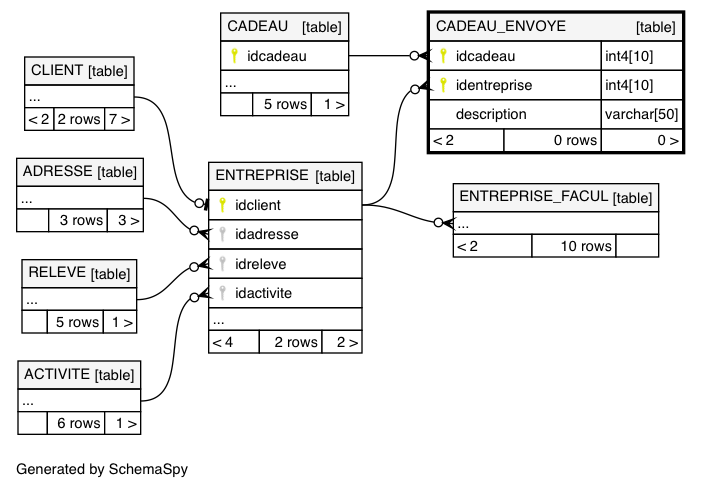 CADEAU [table]
idcadeau
...
5 rows 1 >
CADEAU_ENVOYE [table]
idcadeau int4[10]
identreprise int4[10]
description varchar[50]
< 2 0 rows 0 >
CLIENT [table]
...
< 2 2 rows 7 >
ADRESSE [table]
...
3 rows 3 >
RELEVE [table]
...
5 rows 1 >
ACTIVITE [table]
...
6 rows 1 >
ENTREPRISE [table]
idclient
idadresse
idreleve
idactivite
...
< 4 2 rows 2 >
ENTREPRISE_FACUL [table]
...
< 2 10 rows
Generated by SchemaSpy